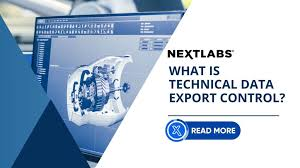 NEXTLABS®
WHAT IS
TECHNICAL DATA
EXPORT CONTROL?
READ MORE